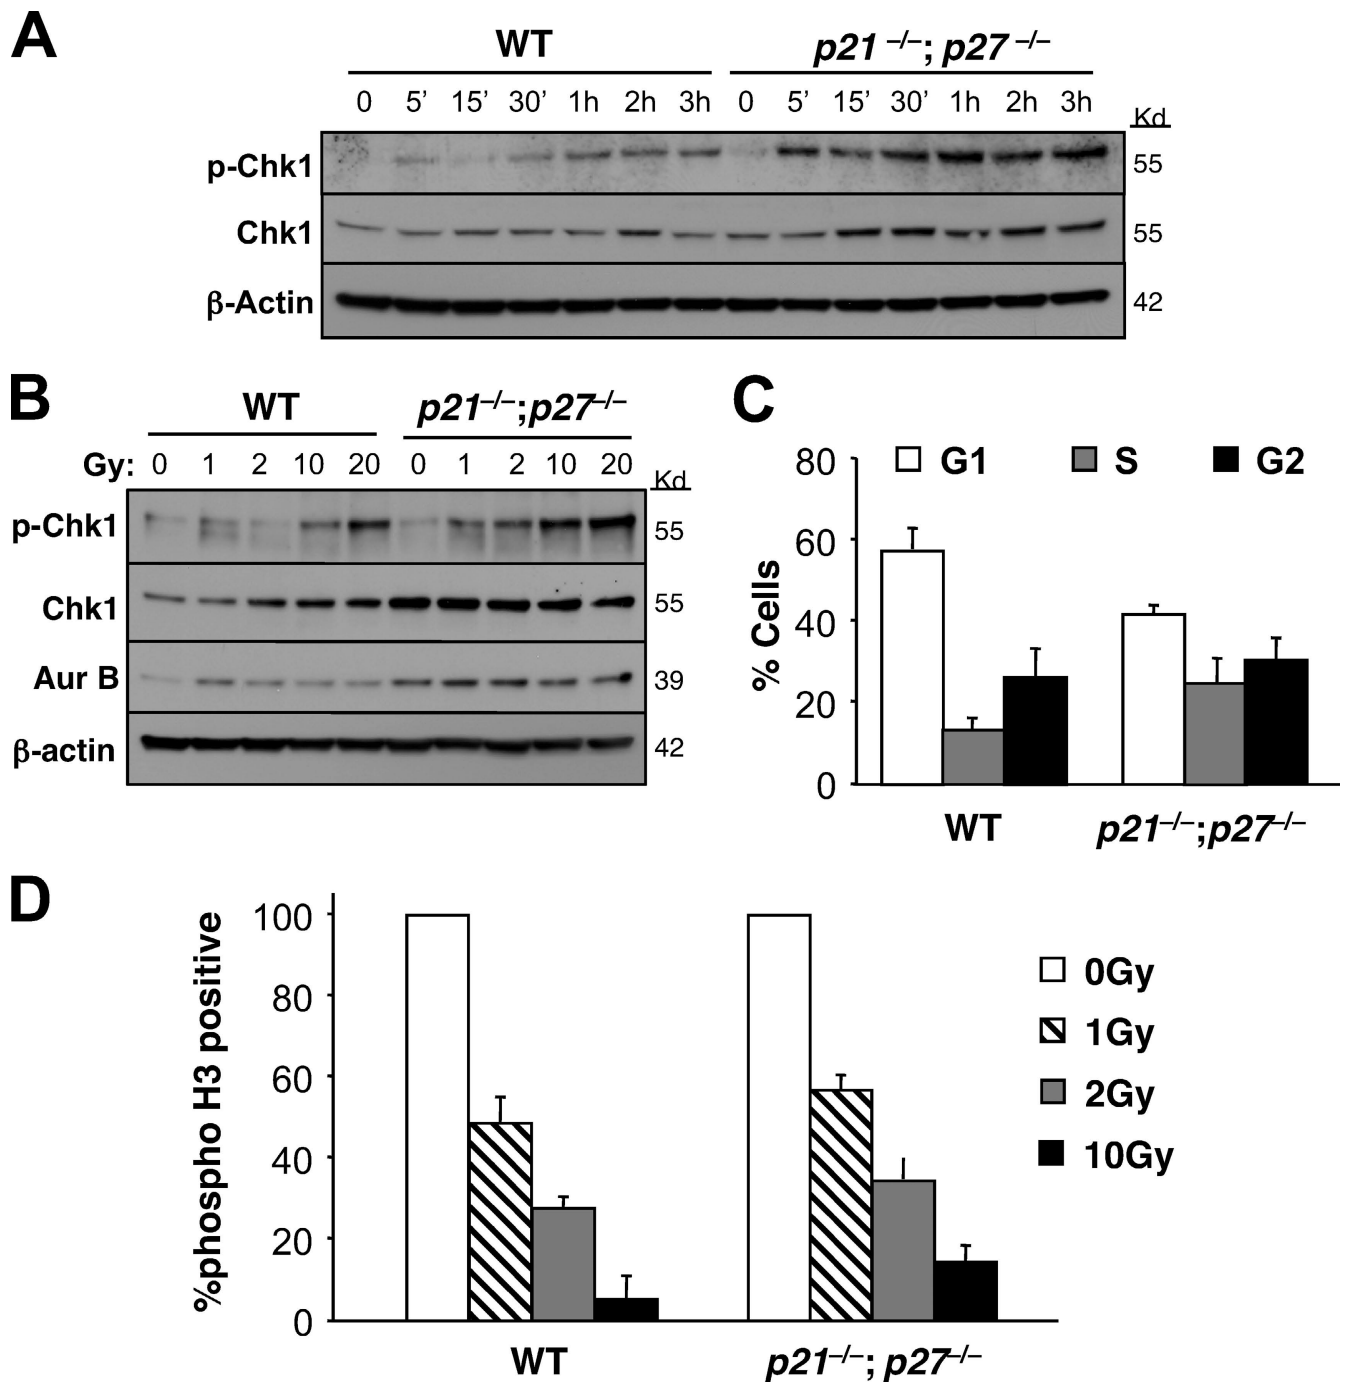 A
WT p21 –/–; p27 –/–
0 5’ 15’ 30’ 1h 2h 3h 0 5’ 15’ 30’ 1h 2h 3h
Kd
p-Chk1 55
Chk1 55
β-Actin 42
B
WT p21–/–;p27–/–
Gy: 0 1 2 10 20 0 1 2 10 20
Kd
p-Chk1 55
Chk1 55
Aur B 39
β-actin 42
C
G1 S G2
% Cells
80
60
40
20
0
WT p21–/–;p27–/–
D
%phospho H3 positive
100
80
60
40
20
0
WT p21–/–; p27–/–
0Gy
1Gy
2Gy
10Gy